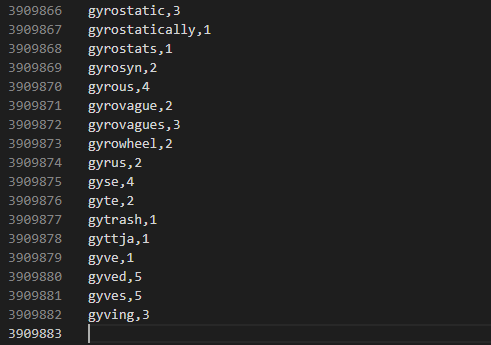 3909866 gyrostatic,3
3909867 gyrostatically,1
3909868 gyrostats,1
3909869 gyrosyn,2
3909870 gyrous,4
3909871 gyrovague,2
3909872 gyrovagues,3
3909873 gyrowheel,2
3909874 gyrus,2
3909875 gyse,4
3909876 gyte,2
3909877 gytrash,1
3909878 gyttja,1
3909879 gyve,1
3909880 gyved,5
3909881 gyves,5
3909882 gyving,3
3909883